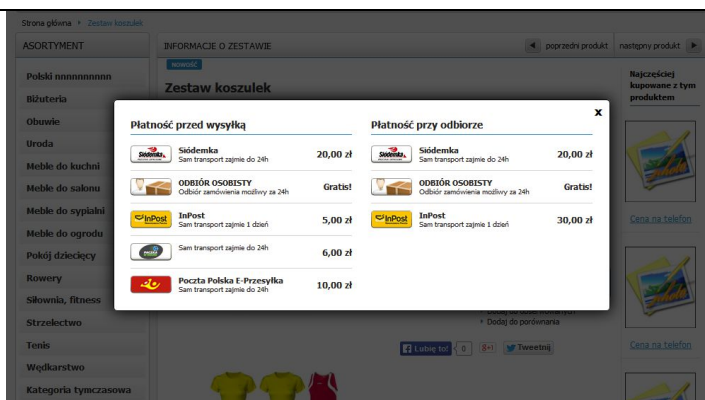 Strona główna Zestaw koszulek
ASORTYMENT
INFORMACJE O ZESTAWIE
poprzedni produkt
następny produkt
Polski nnnnnnnnnn
Biżuteria
Obuwie
Uroda
Meble do kuchni
Meble do salonu
Meble do sypialni
Meble do ogrodu
Pokój dziecięcy
Rowery
Siłownia, fitness
Strzelectwo
Tenis
Wędkarstwo
Kategoria tymczasowa
NOWOŚĆ
Zestaw koszulek
x
Płatność przed wysyłką
Siódemka
Siódemka
Sam transport zajmie do 24h
20,00 zł
ODBIÓR OSOBISTY
Odbiór zamówienia możliwy za 24h
Gratis!
InPost
InPost
Sam transport zajmie 1 dzień
5,00 zł
Sam transport zajmie do 24h
6,00 zł
Poczta Polska E-Przesyłka
Sam transport zajmie do 24h
10,00 zł
Płatność przy odbiorze
Siódemka
Siódemka
Sam transport zajmie do 24h
20,00 zł
ODBIÓR OSOBISTY
Odbiór zamówienia możliwy za 24h
Gratis!
InPost
InPost
Sam transport zajmie 1 dzień
30,00 zł
Dodaj do porównania
Lubię to! 0
g+1
Tweetnij
Najczęściej
kupowane z tym
produktem
Cena na telefon
Cena na telefon